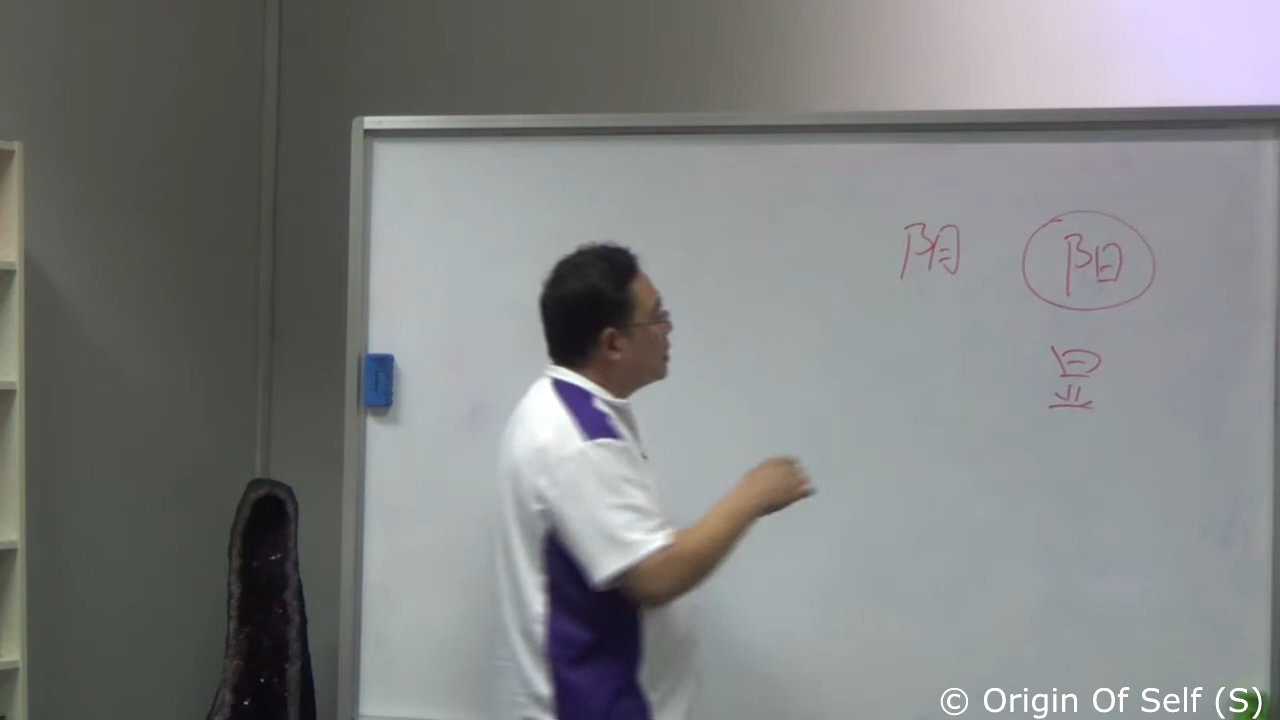 阴 阳
显
© Origin Of Self (S)